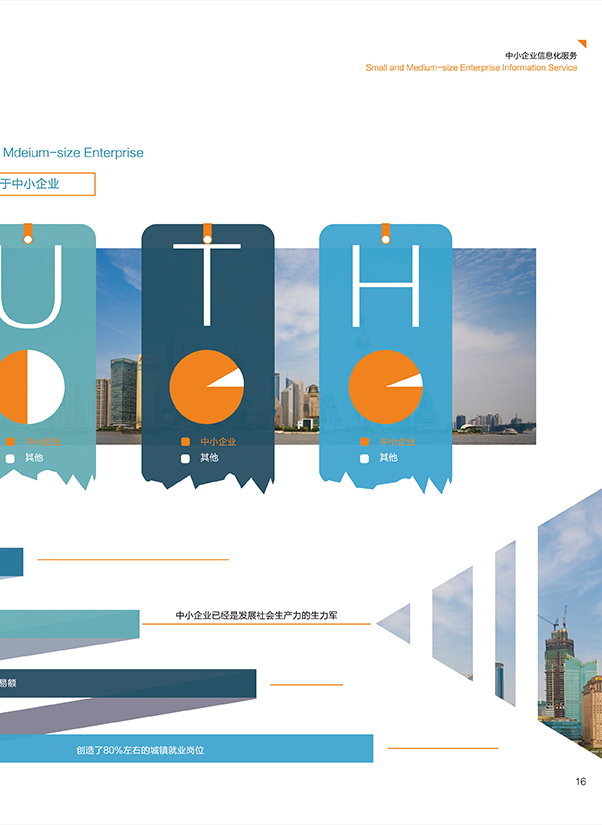 中小企业信息化服务
Small and Medium-size Enterprise Information Service
Mdeium-size Enterprise
于中小企业
U T H
中小企业 中小企业 中小企业
其他 其他 其他
中小企业已经是发展社会生产力的生力军
易额
创造了80%左右的城镇就业岗位
16